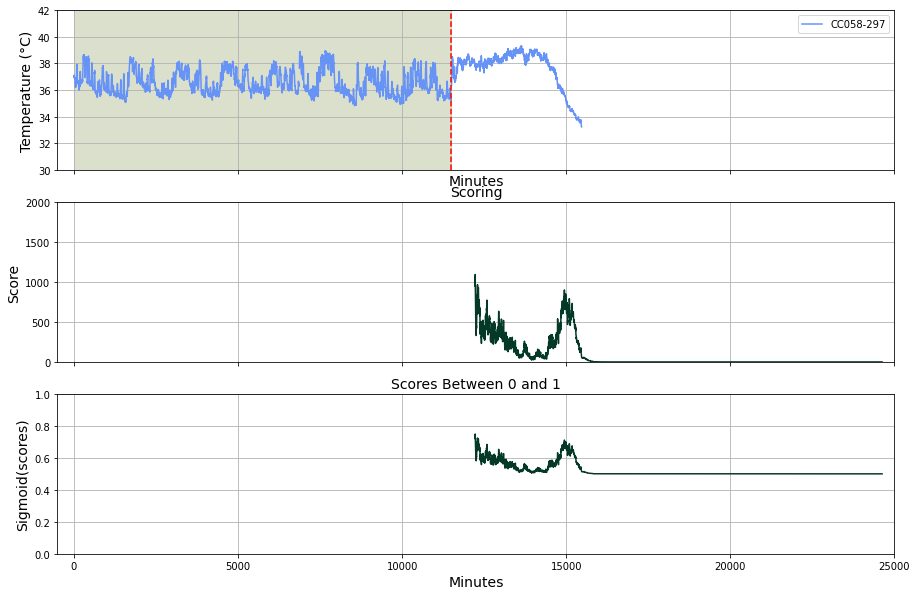 42
40
38
36
34
32
30
Temperature (°C)
CC058-297
Minutes
Scoring
2000
1500
1000
500
0
Score
Scores Between 0 and 1
1.0
0.8
0.6
0.4
0.2
0.0
Sigmoid(scores)
0 5000 10000 15000 20000 25000
Minutes